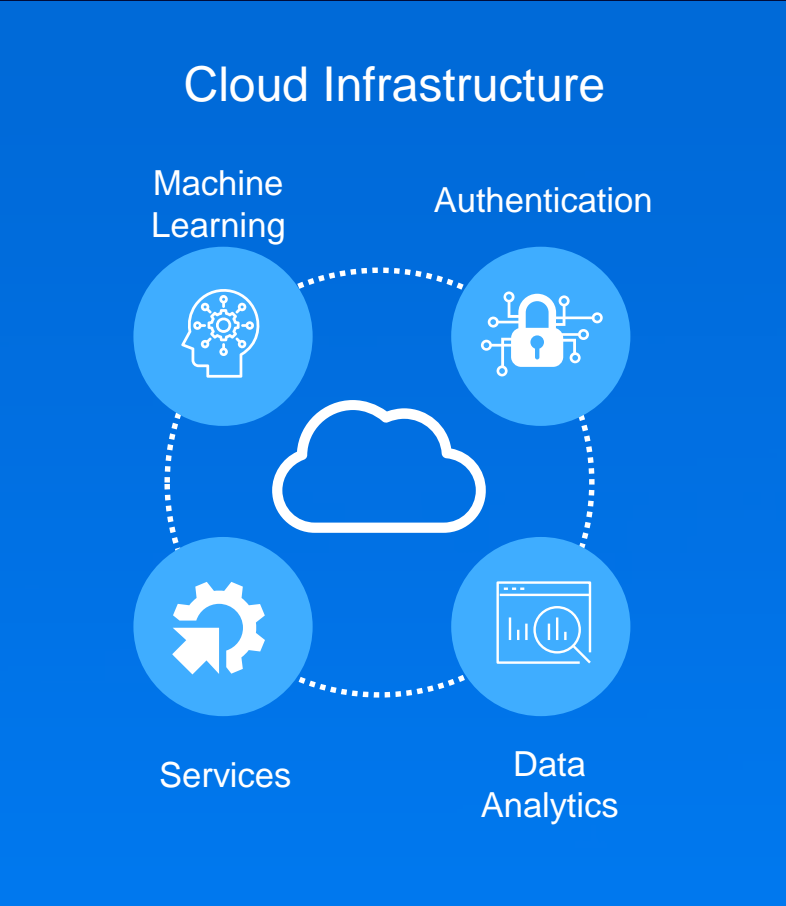 Cloud Infrastructure
Machine
Learning
Authentication
Services
Data
Analytics